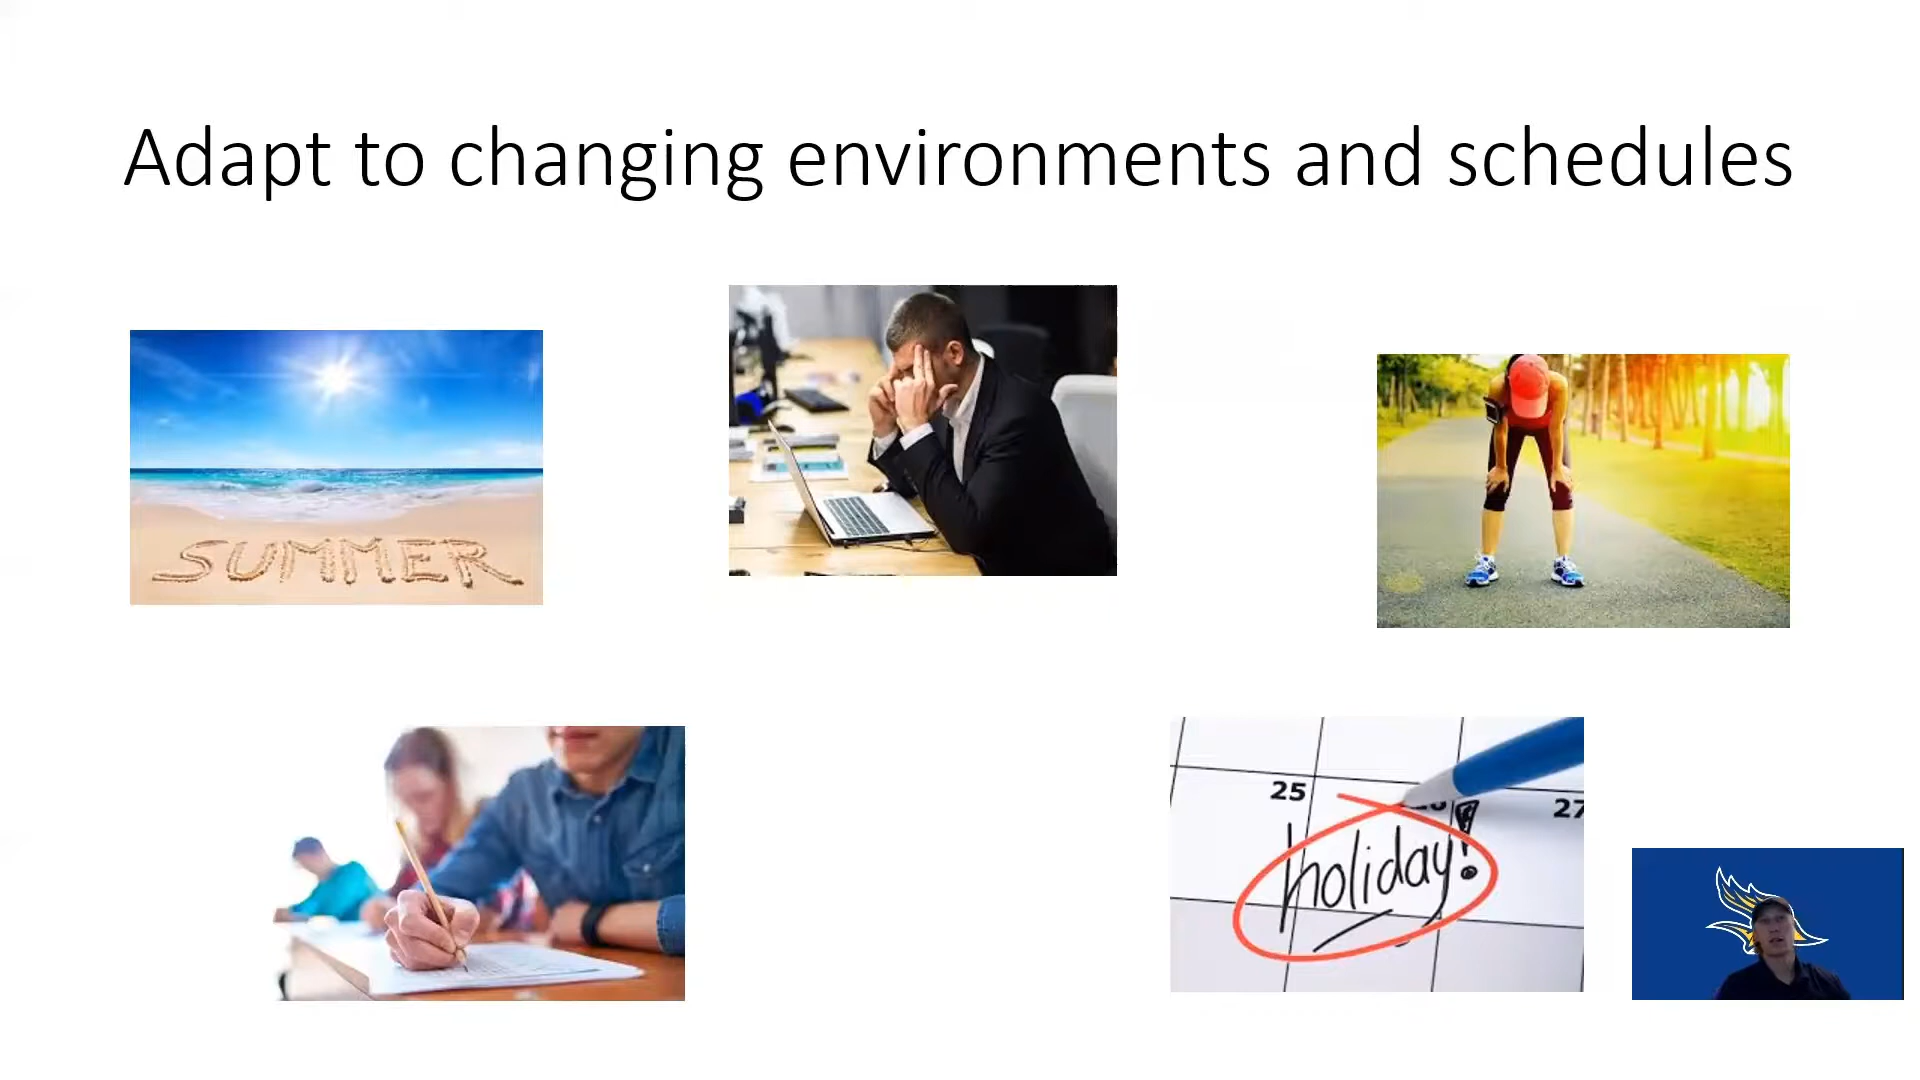 Adapt to changing environments and schedules
SUMMER
25
27
holiday!